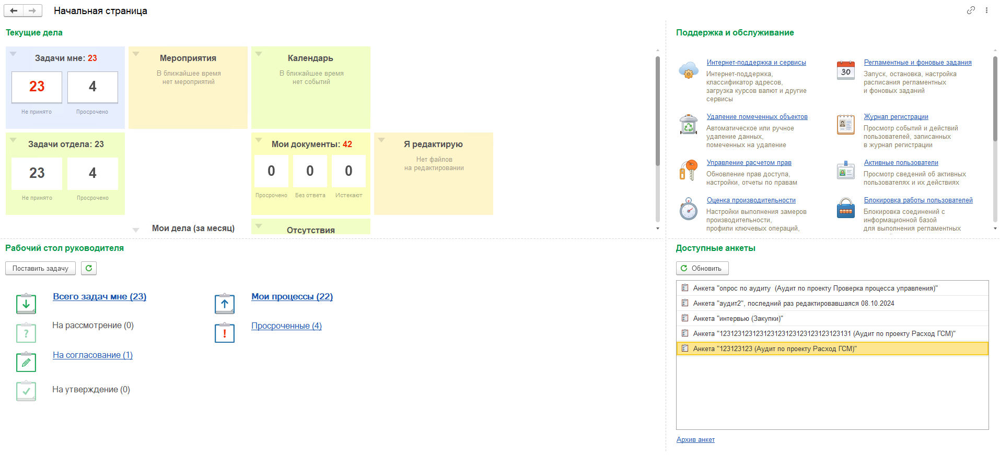 Начальная страница
Текущие дела
Задачи мне: 23
23
4
Не принято
Просрочено
Мероприятия
В ближайшее время
нет мероприятий
Календарь
В ближайшее время
нет событий
Задачи отдела: 23
23
4
Не принято
Просрочено
Мои документы: 42
0
0
0
Просрочено
Без ответа
Истекают
Я редактирую
Нет файлов
на редактировании
Мои дела (за месяц)
Отсутствия
Поддержка и обслуживание
Интернет-поддержка и сервисы
Интернет-поддержка,
классификатор адресов,
загрузка курсов валют и другие
сервисы
30
Регламентные и фоновые задания
Запуск, остановка, настройка
расписания регламентных
и фоновых заданий
Удаление помеченных объектов
Автоматическое или ручное
удаление данных,
помеченных на удаление
Журнал регистрации
Просмотр событий и действий
пользователей, записанных
в журнал регистрации
Управление расчетом прав
Обновление прав доступа,
настройки, отчеты по правам
Активные пользователи
Просмотр сведений об активных
пользователях и их действиях
Оценка производительности
Настройки выполнения замеров
производительности,
профили ключевых операций,
Блокировка работы пользователей
Блокировка соединений с
информационной базой
для выполнения регламентных
Рабочий стол руководителя
Поставить задачу
Всего задач мне (23)
На рассмотрение (0)
На согласование (1)
На утверждение (0)
Мои процессы (22)
Просроченные (4)
Доступные анкеты
Обновить
Анкета "опрос по аудиту  (Аудит по проекту Проверка процесса управления)"
Анкета "аудит2", последний раз редактировавшаяся 08.10.2024
Анкета "интервью (Закупки)"
Анкета "1231231231231231231231231231231231​31 (Аудит по проекту Расход ГСМ)"
Анкета "123123123 (Аудит по проекту Расход ГСМ)"
Архив анкет